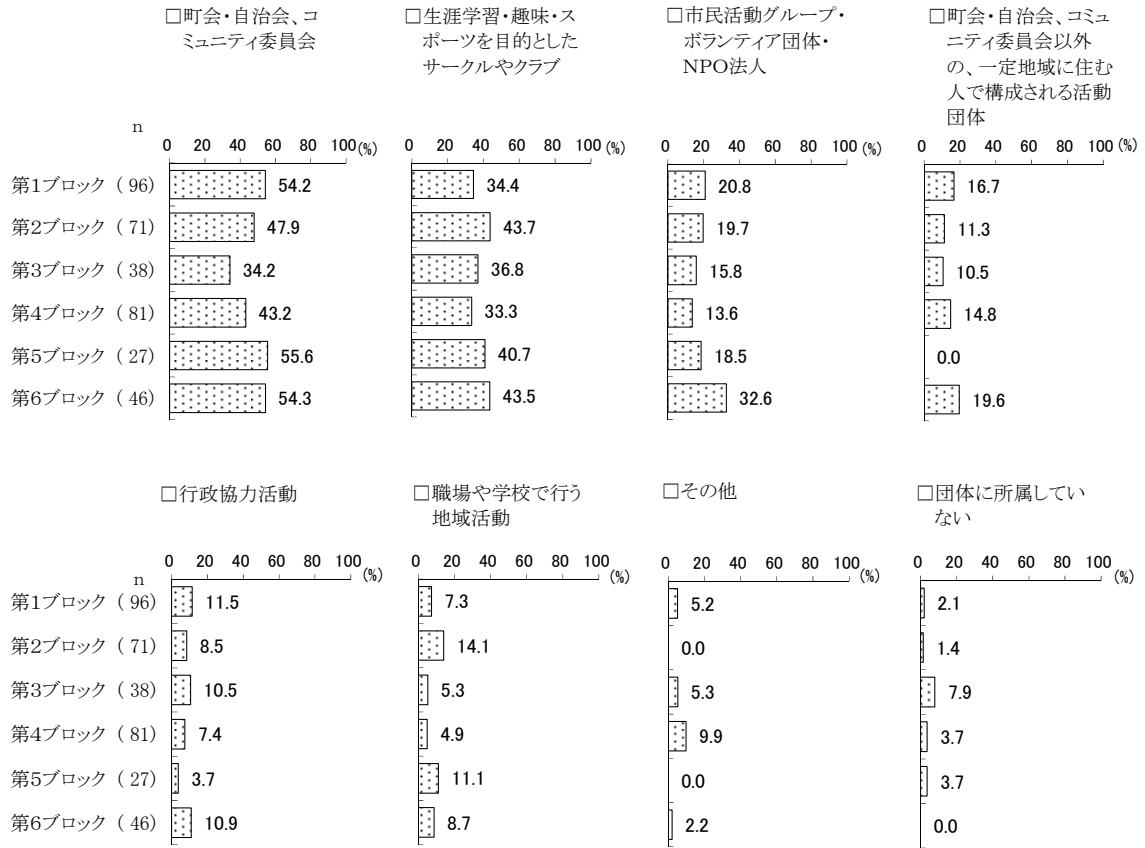 □町会・自治会、コ
ミュニティ委員会
□生涯学習・趣味・ス
ポーツを目的とした
サークルやクラブ
□市民活動グループ・
ボランティア団体・
NPO法人
□町会・自治会、コミュ
ニティ委員会以外
の、一定地域に住む
人で構成される活動
団体
n
0 20 40 60 80 100(%)
0 20 40 60 80 100(%)
0 20 40 60 80 100(%)
0 20 40 60 80 100(%)
第1ブロック ( 96) 54.2 34.4 20.8 16.7
第2ブロック ( 71) 47.9 43.7 19.7 11.3
第3ブロック ( 38) 34.2 36.8 15.8 10.5
第4ブロック ( 81) 43.2 33.3 13.6 14.8
第5ブロック ( 27) 55.6 40.7 18.5 0.0
第6ブロック ( 46) 54.3 43.5 32.6 19.6
□行政協力活動
□職場や学校で行う
地域活動
□その他
□団体に所属してい
ない
n
0 20 40 60 80 100 (%)
0 20 40 60 80 100 (%)
0 20 40 60 80 100 (%)
0 20 40 60 80 100 (%)
第1ブロック ( 96) 11.5 7.3 5.2 2.1
第2ブロック ( 71) 8.5 14.1 0.0 1.4
第3ブロック ( 38) 10.5 5.3 5.3 7.9
第4ブロック ( 81) 7.4 4.9 9.9 3.7
第5ブロック ( 27) 3.7 11.1 0.0 3.7
第6ブロック ( 46) 10.9 8.7 2.2 0.0